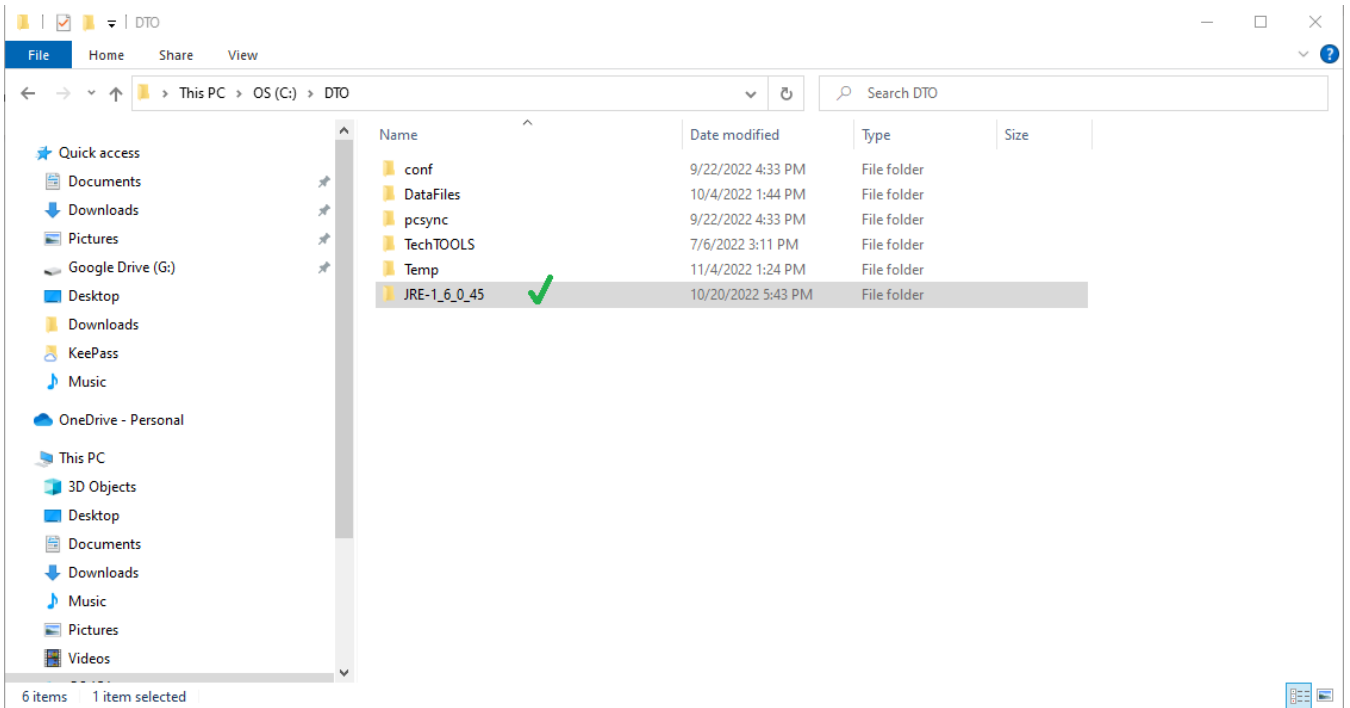 DTO
File Home Share View
This PC > OS (C:) > DTO
Search DTO
Name Date modified Type Size
Quick access
Documents
Downloads
Pictures
Google Drive (G:)
Desktop
Downloads
KeePass
Music
OneDrive - Personal
This PC
3D Objects
Desktop
Documents
Downloads
Music
Pictures
Videos
conf 9/22/2022 4:33 PM File folder
DataFiles 10/4/2022 1:44 PM File folder
pcsync 9/22/2022 4:33 PM File folder
TechTOOLS 7/6/2022 3:11 PM File folder
Temp 11/4/2022 1:24 PM File folder
JRE-1_6_0_45 10/20/2022 5:43 PM File folder
6 items 1 item selected